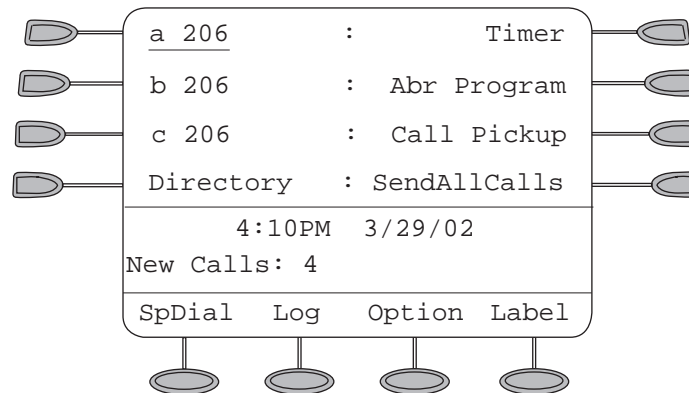 a 206 : Timer
b 206 : Abr Program
c 206 : Call Pickup
Directory : SendAllCalls
4:10PM 3/29/02
New Calls: 4
SpDial Log Option Label